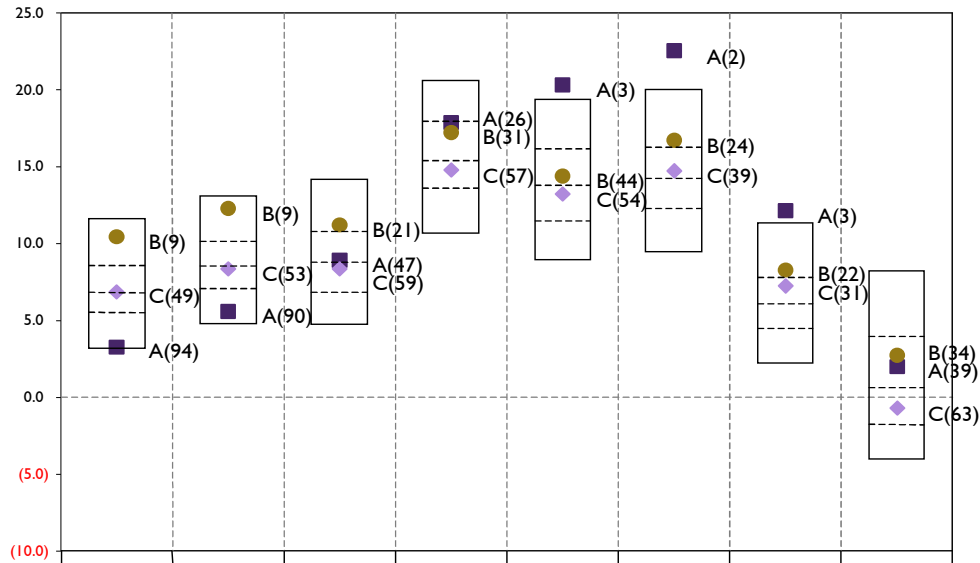 25.0
20.0
15.0
10.0
5.0
0.0
(5.0)
(10.0)
B(9)
C(49)
A(94)
B(9)
C(53)
A(90)
B(21)
A(47)
C(59)
A(26)
B(31)
C(57)
A(3)
B(44)
C(54)
A(2)
B(24)
C(39)
A(3)
B(22)
C(31)
B(34)
A(39)
C(63)